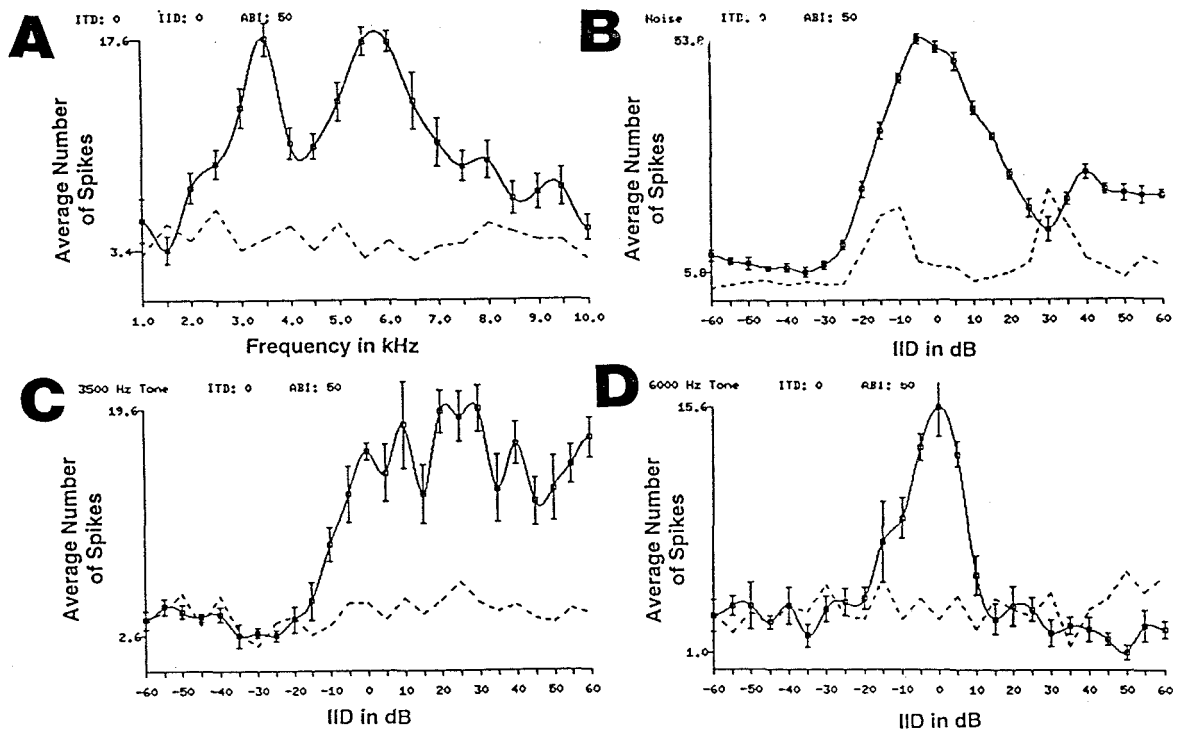 A
ITD: 0 IID: 0 ABI: 50
17.6
3.4
Average Number
of Spikes
1.0 2.0 3.0 4.0 5.0 6.0 7.0 8.0 9.0 10.0
Frequency in kHz
B
Noise ITD: 0 ABI: 50
53.8
5.0
Average Number
of Spikes
-60 -50 -40 -30 -20 -10 0 10 20 30 40 50 60
IID in dB
C
3500 Hz Tone ITD: 0 ABI: 50
19.6
2.6
Average Number
of Spikes
-60 -50 -40 -30 -20 -10 0 10 20 30 40 50 60
IID in dB
D
6000 Hz Tone ITD: 0 ABI: 50
15.6
1.0
Average Number
of Spikes
-60 -50 -40 -30 -20 -10 0 10 20 30 40 50 60
IID in dB